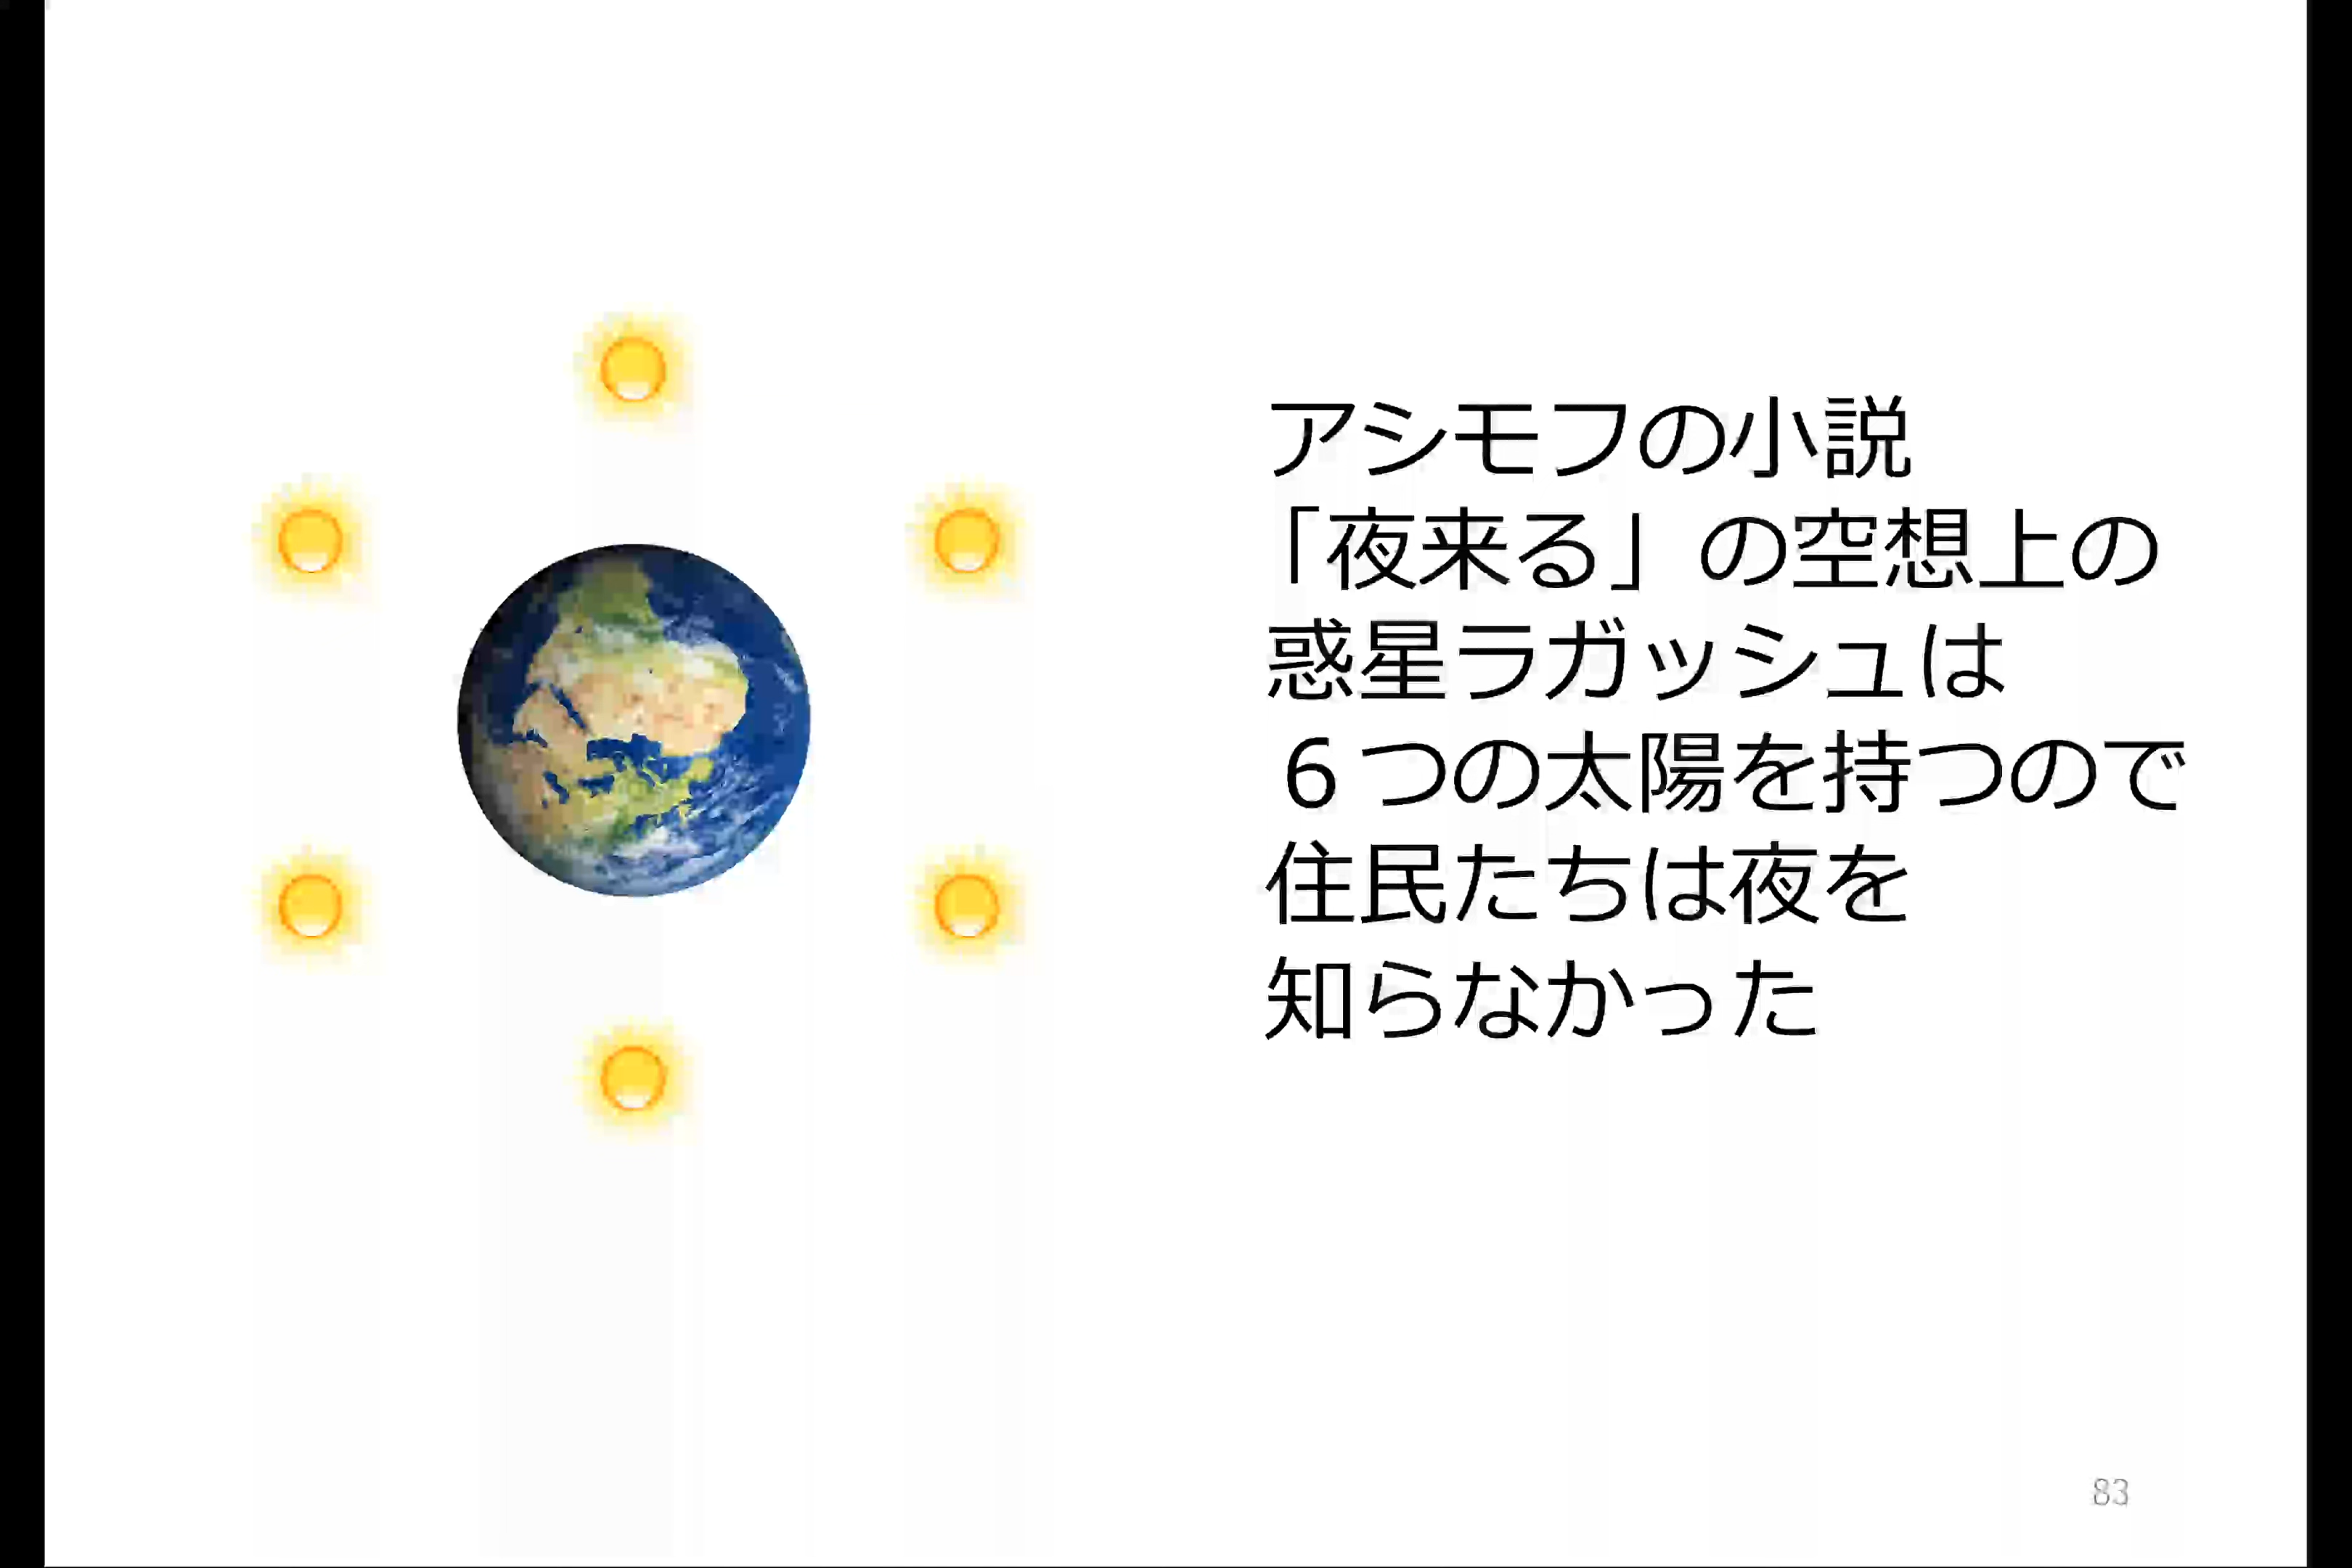 アシモフの小説
「夜来る」の空想上の
惑星ラガッシュは
６つの太陽を持つので
住民たちは夜を
知らなかった
83